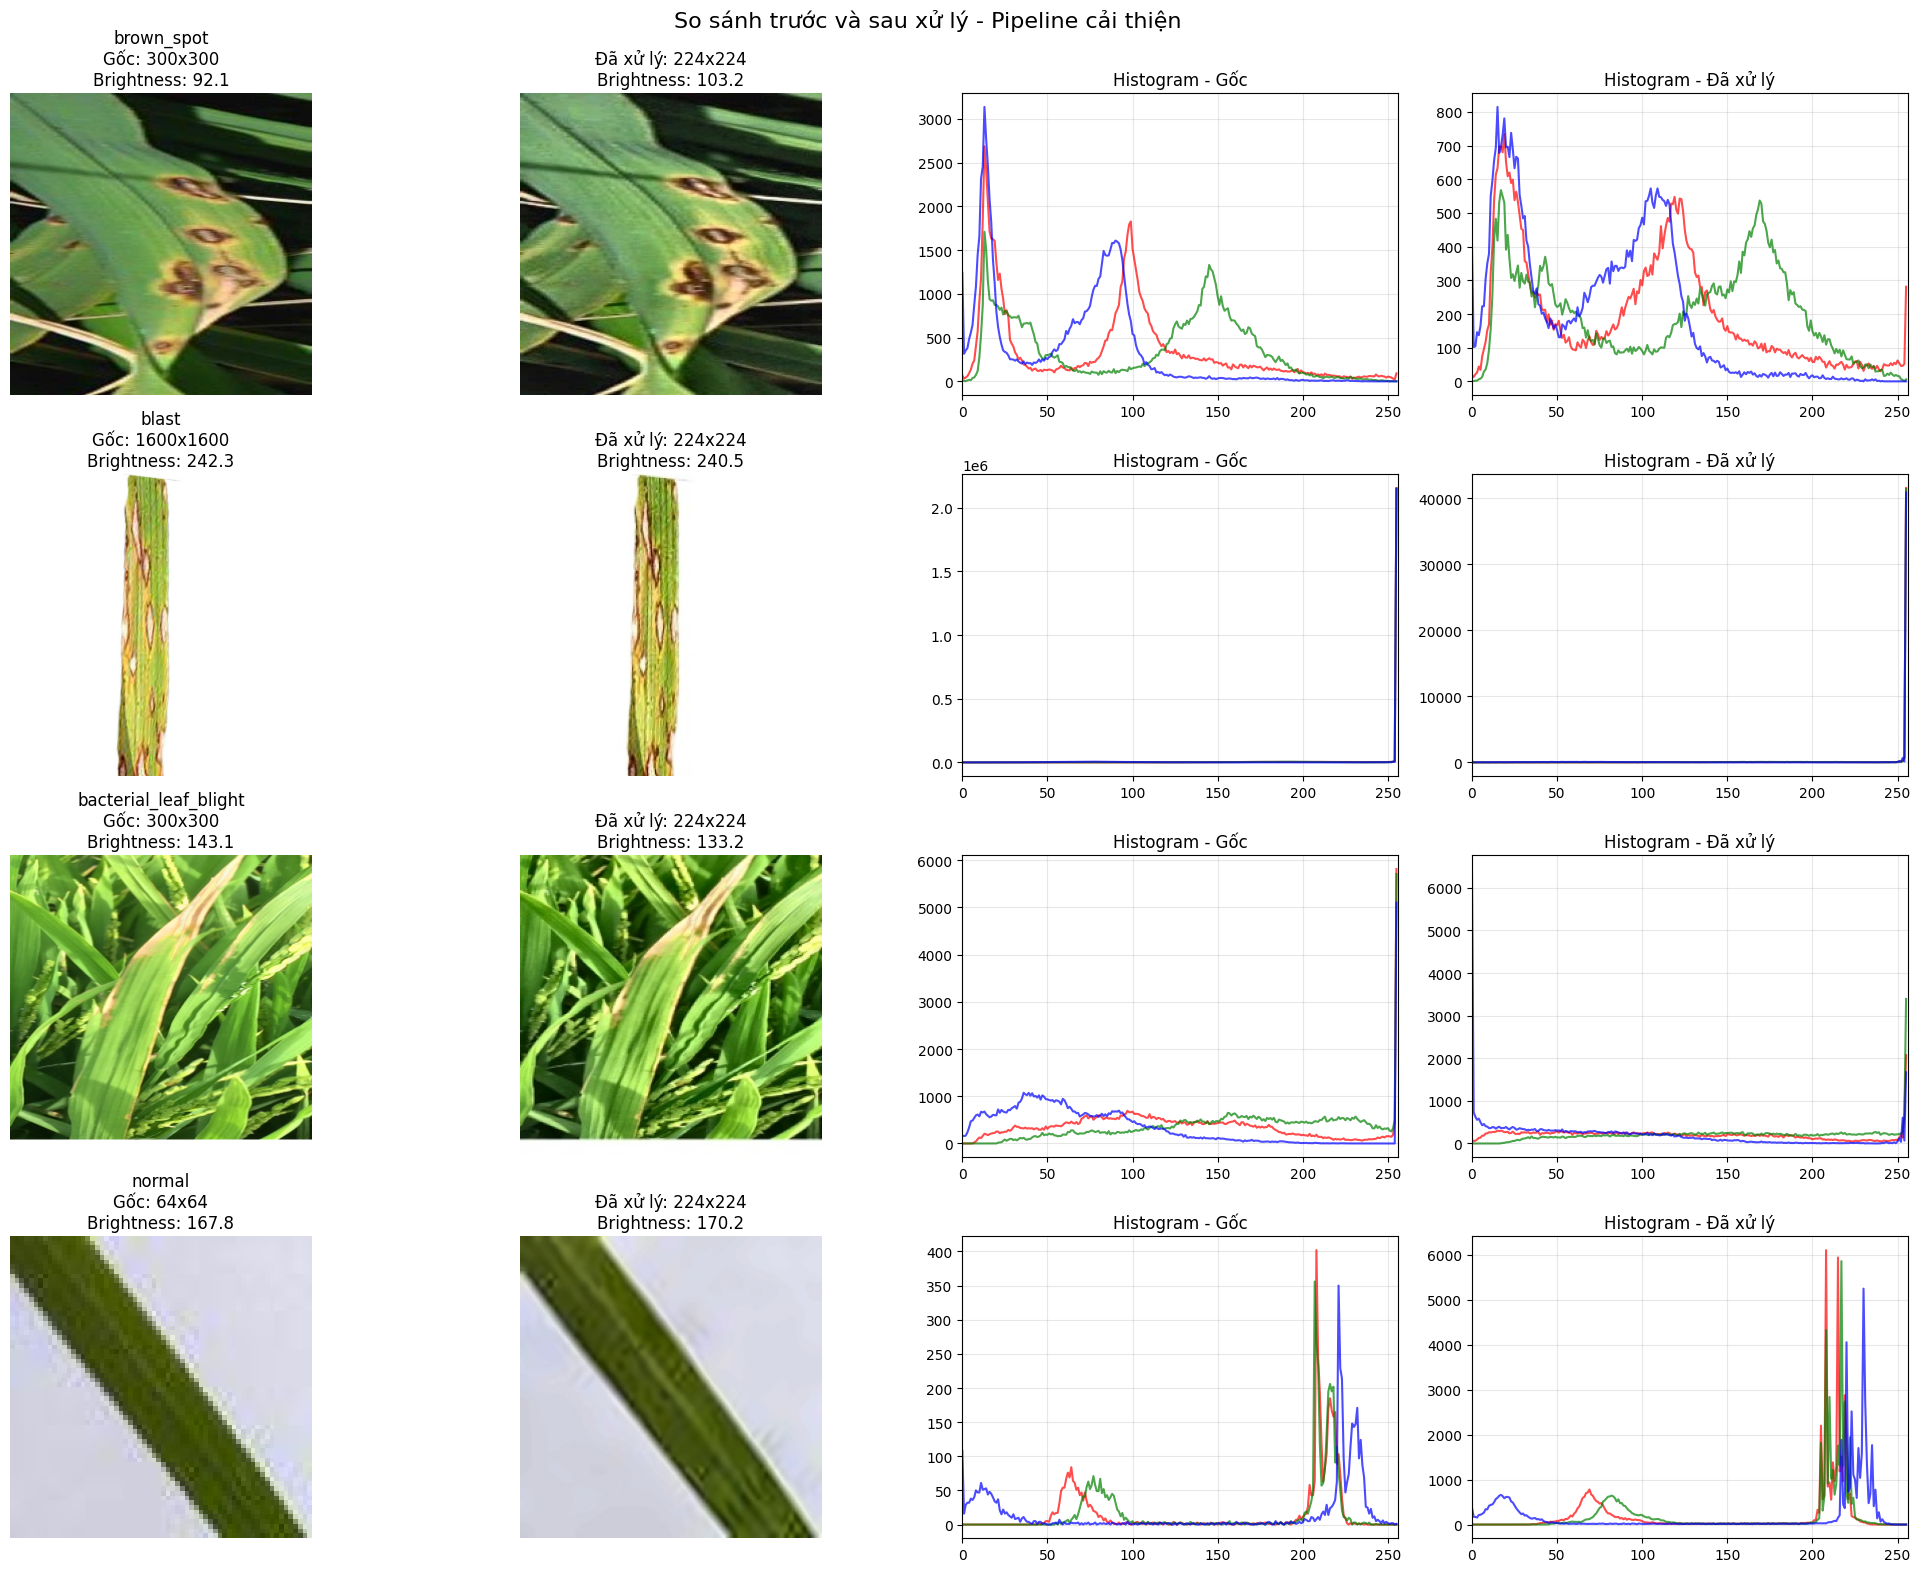 So sánh trước và sau xử lý - Pipeline cải thiện
brown_spot
Gốc: 300x300
Brightness: 92.1
Đã xử lý: 224x224
Brightness: 103.2
Histogram - Gốc
3000
2500
2000
1500
1000
500
0
0 50 100 150 200 250
Histogram - Đã xử lý
800
700
600
500
400
300
200
100
0
0 50 100 150 200 250
blast
Gốc: 1600x1600
Brightness: 242.3
Đã xử lý: 224x224
Brightness: 240.5
Histogram - Gốc
1e6
2.0
1.5
1.0
0.5
0.0
0 50 100 150 200 250
Histogram - Đã xử lý
40000
30000
20000
10000
0
0 50 100 150 200 250
bacterial_leaf_blight
Gốc: 300x300
Brightness: 143.1
Đã xử lý: 224x224
Brightness: 133.2
Histogram - Gốc
6000
5000
4000
3000
2000
1000
0
0 50 100 150 200 250
Histogram - Đã xử lý
6000
5000
4000
3000
2000
1000
0
0 50 100 150 200 250
normal
Gốc: 64x64
Brightness: 167.8
Đã xử lý: 224x224
Brightness: 170.2
Histogram - Gốc
400
350
300
250
200
150
100
50
0
0 50 100 150 200 250
Histogram - Đã xử lý
6000
5000
4000
3000
2000
1000
0
0 50 100 150 200 250